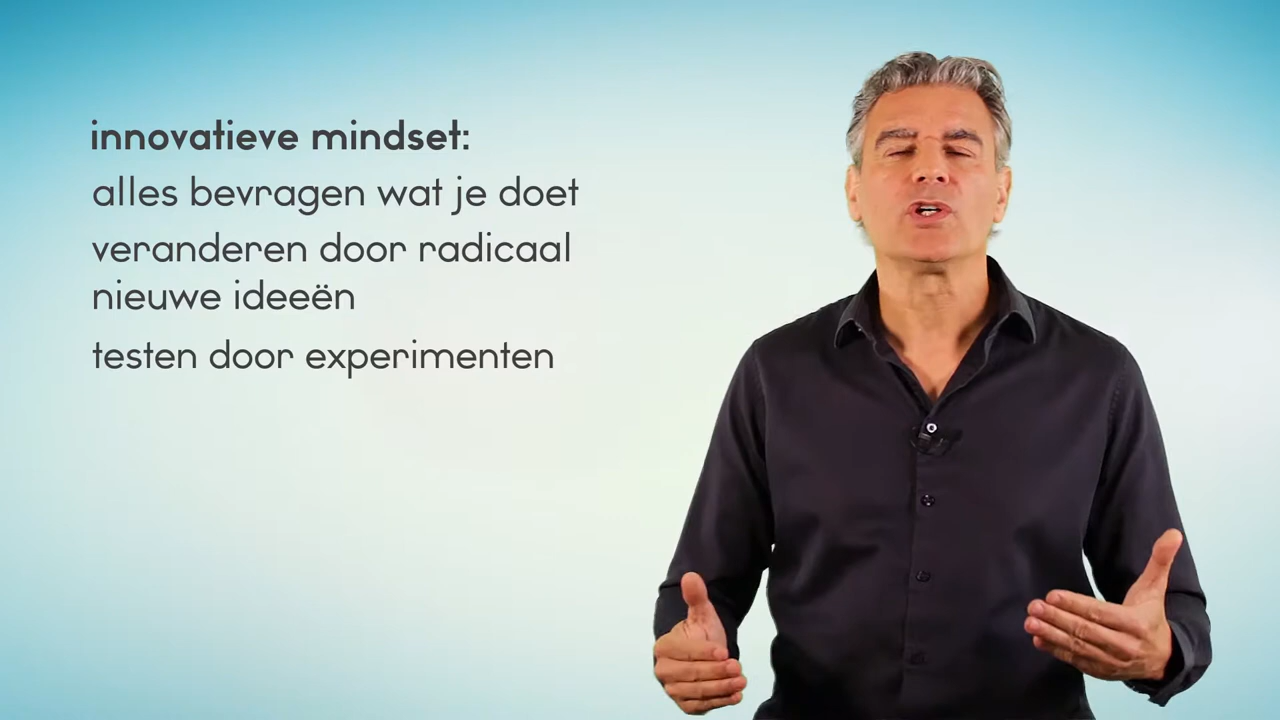 innovatieve mindset:
alles bevragen wat je doet
veranderen door radicaal
nieuwe ideeën
testen door experimenten